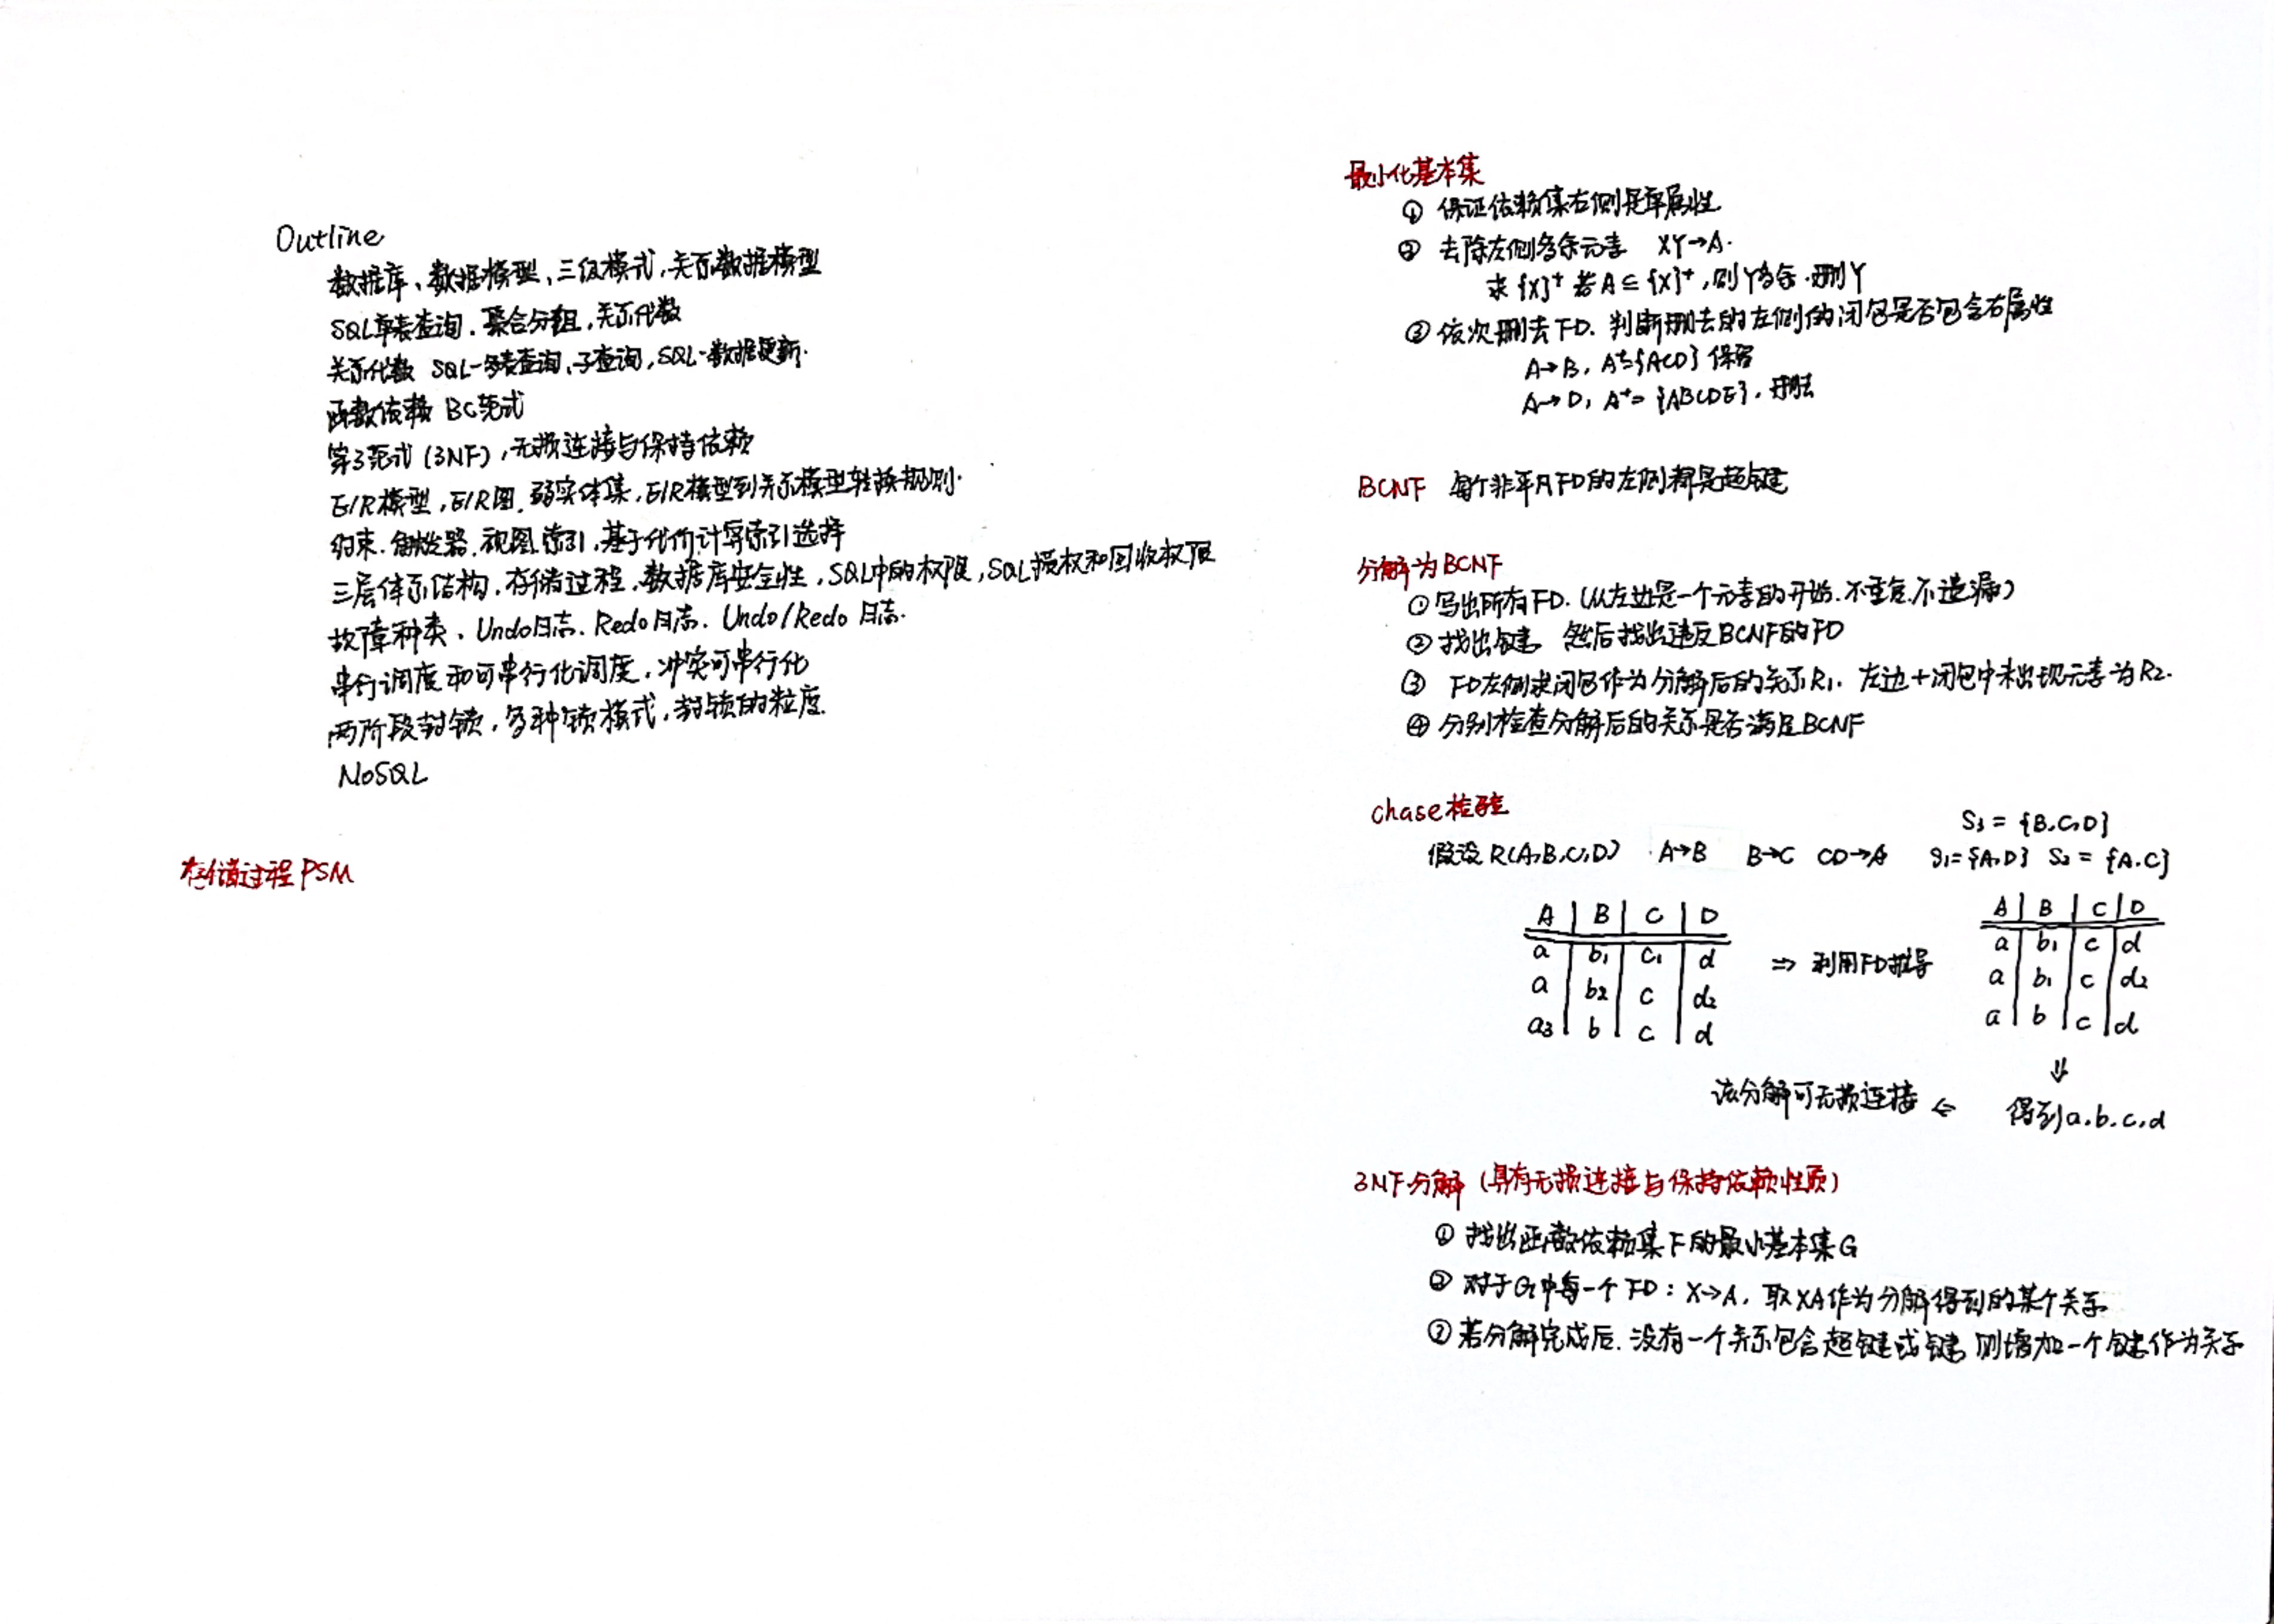 Outline
数据库、数据模型、三级模式,关系数据模型
SQL单表查询.聚合分组,关系代数
关系代数 SQL-多表查询,子查询,SQL-数据更新.
函数依赖 BC范式
第3范式(3NF),无损连接与保持依赖
E/R模型,E/R图.弱实体集,E/R模型到关系模型转换规则.
约束.触发器.视图.索引,基于代价计算索引选择
三层体系结构,存储过程,数据库安全性,SQL中的权限,SQL授权和回收权限
故障种类、Undo日志. Redo日志. Undo/Redo 日志.
串行调度和可串行化调度,冲突可串行化
两阶段封锁,多种锁模式,封锁的粒度.
NoSQL
存储过程PSM
最小化基本集
① 保证依赖集右侧是单属性
② 去除左侧多余元素 XY→A.
求{X}⁺ 若A⊆{X}⁺,则Y多余.删Y
③ 依次删去FD. 判断删去的左侧的闭包是否包含右属性
A→B, A⁺={ACD} 保留
A→D, A⁺={ABCDE}.删去
BCNF 每个非平凡FD的左侧都是超键
分解为BCNF
①写出所有FD.(从左边是一个元素的开始.不重复.不遗漏)
②找出键 然后找出违反BCNF的FD
③ FD左侧求闭包作为分解后的关系R₁. 左边+闭包中未出现元素为R₂.
④ 分别检查分解后的关系是否满足BCNF
chase检验
S₃ = {B.C.D}
假设R(A,B,C,D) A→B B→C CD→A S₁={A,D} S₂ = {A.C}
A | B | C | D
a | b₁ | c₁ | d
a | b₂ | c | d₂
a₃ | b | c | d
⇒ 利用FD推导
A | B | C | D
a | b₁ | c | d
a | b₁ | c | d₂
a | b | c | d
⇓
该分解可无损连接 ⇐ 得到a.b.c.d
3NF分解(具有无损连接与保持依赖性质)
① 找出函数依赖集F的最小基本集G
② 对于G中每一个FD:X→A, 取XA作为分解得到的某个关系
③ 若分解完成后.没有一个关系包含超键或键 则增加一个键作为关系